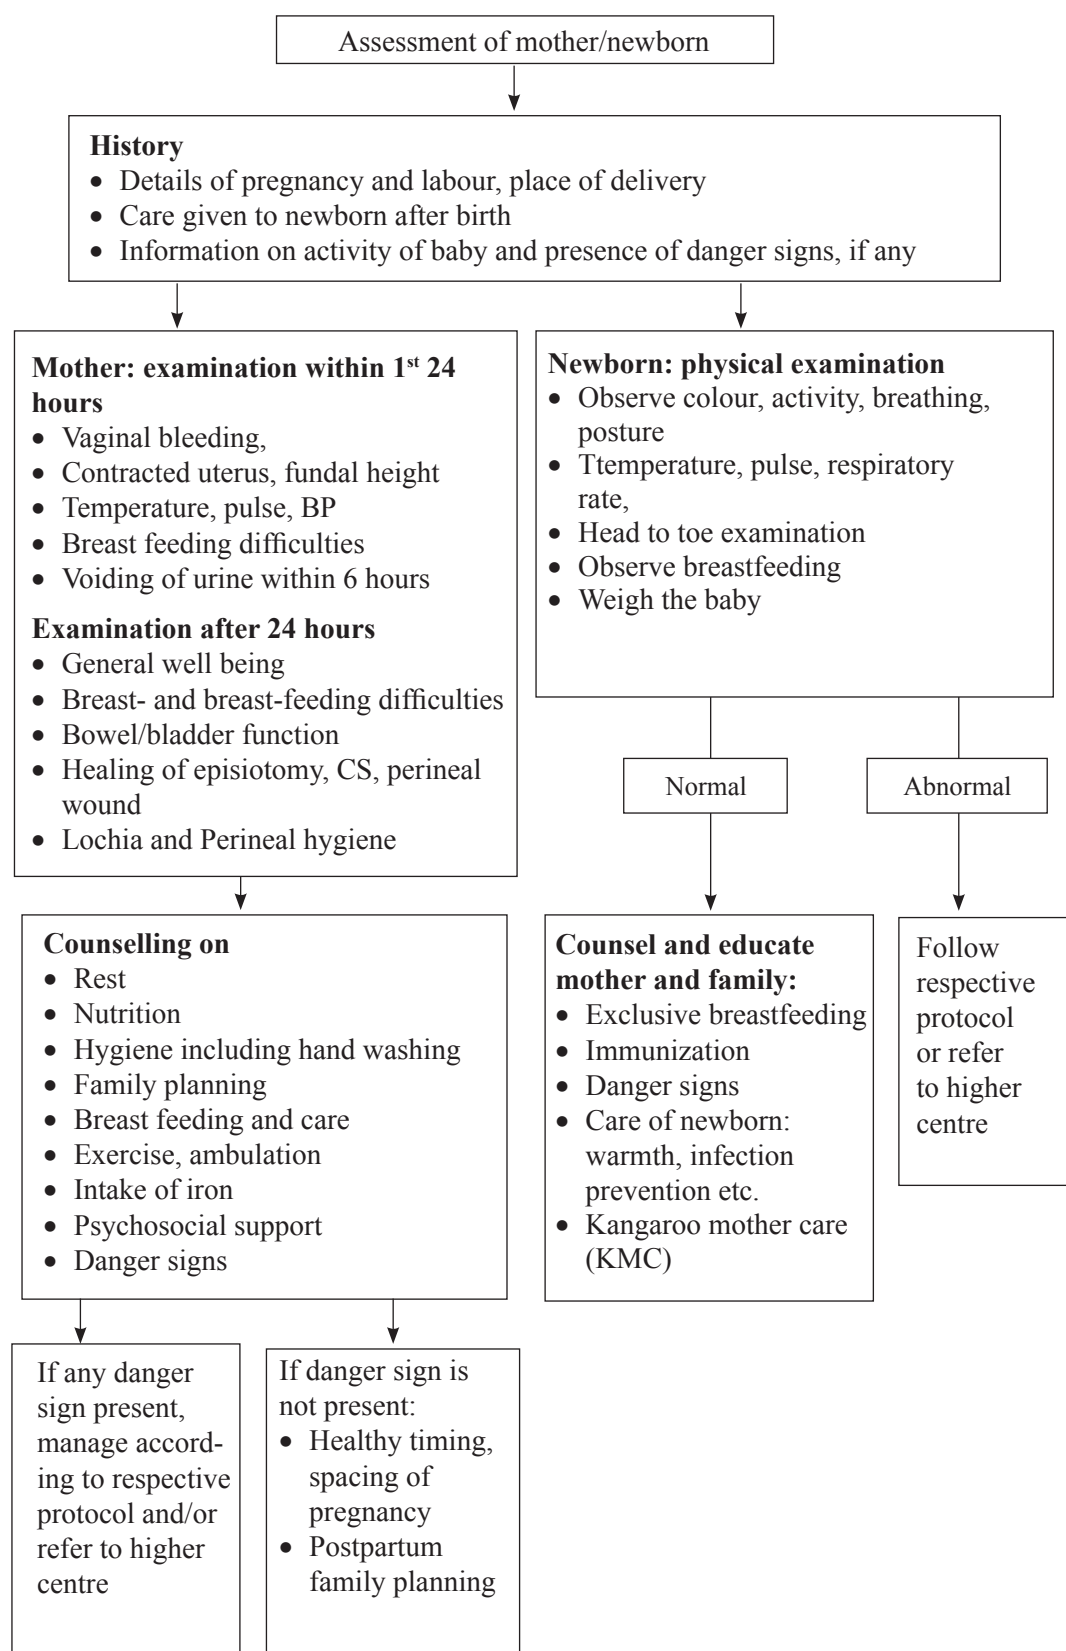 Assessment of mother/newborn
History
• Details of pregnancy and labour, place of delivery
• Care given to newborn after birth
• Information on activity of baby and presence of danger signs, if any
Mother: examination within 1st 24
hours
• Vaginal bleeding,
• Contracted uterus, fundal height
• Temperature, pulse, BP
• Breast feeding difficulties
• Voiding of urine within 6 hours
Examination after 24 hours
• General well being
• Breast- and breast-feeding difficulties
• Bowel/bladder function
• Healing of episiotomy, CS, perineal
wound
• Lochia and Perineal hygiene
Newborn: physical examination
• Observe colour, activity, breathing,
posture
• Ttemperature, pulse, respiratory
rate,
• Head to toe examination
• Observe breastfeeding
• Weigh the baby
Normal
Abnormal
Counselling on
• Rest
• Nutrition
• Hygiene including hand washing
• Family planning
• Breast feeding and care
• Exercise, ambulation
• Intake of iron
• Psychosocial support
• Danger signs
Counsel and educate
mother and family:
• Exclusive breastfeeding
• Immunization
• Danger signs
• Care of newborn:
warmth, infection
prevention etc.
• Kangaroo mother care
(KMC)
Follow
respective
protocol
or refer
to higher
centre
If any danger
sign present,
manage accord-
ing to respective
protocol and/or
refer to higher
centre
If danger sign is
not present:
• Healthy timing,
spacing of
pregnancy
• Postpartum
family planning